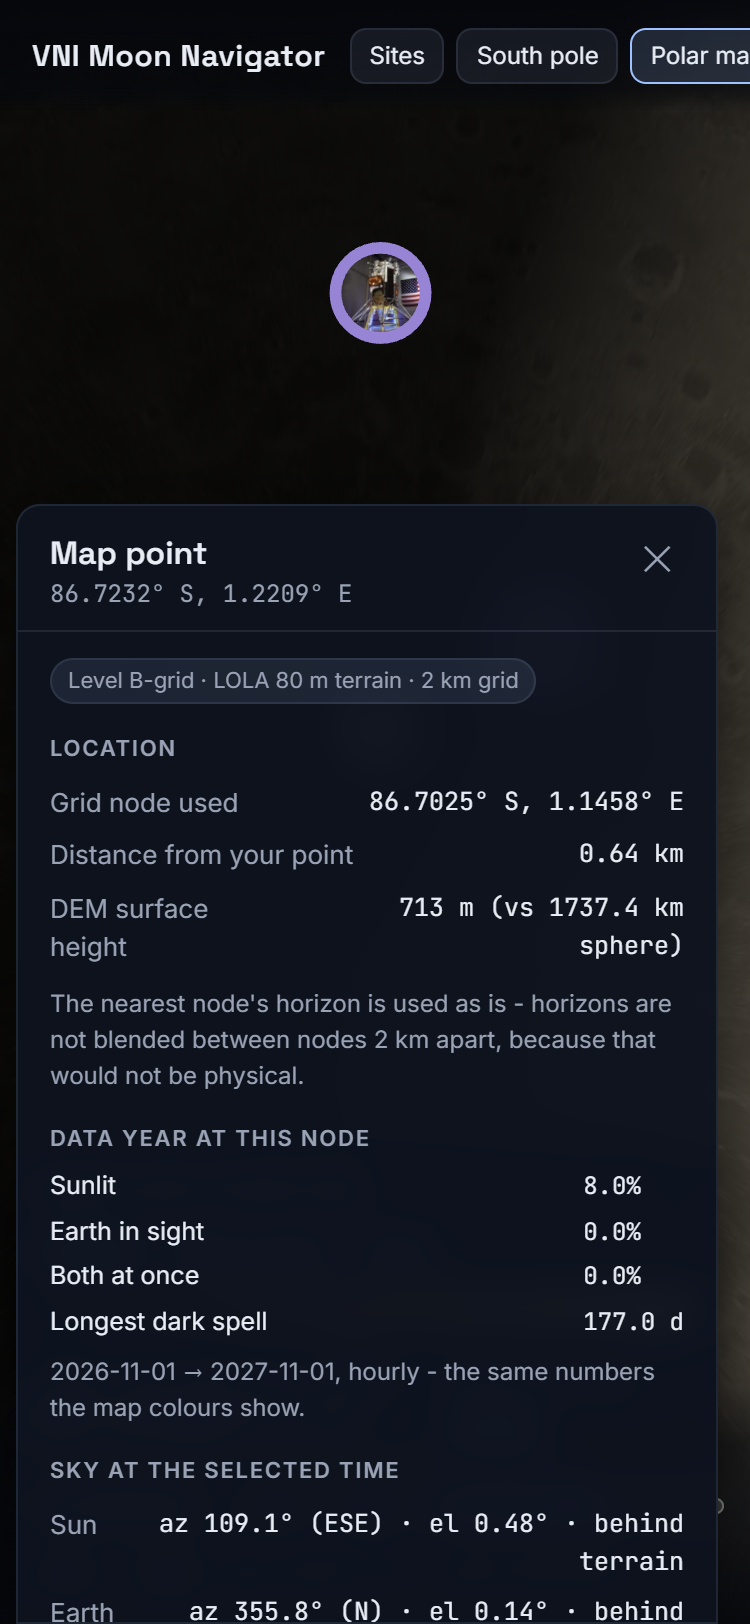 VNI Moon Navigator
Sites
South pole
Polar ma
Map point
86.7232° S, 1.2209° E
Level B-grid · LOLA 80 m terrain · 2 km grid
LOCATION
Grid node used 86.7025° S, 1.1458° E
Distance from your point 0.64 km
DEM surface height 713 m (vs 1737.4 km sphere)
The nearest node's horizon is used as is - horizons are
not blended between nodes 2 km apart, because that
would not be physical.
DATA YEAR AT THIS NODE
Sunlit 8.0%
Earth in sight 0.0%
Both at once 0.0%
Longest dark spell 177.0 d
2026-11-01 → 2027-11-01, hourly - the same numbers
the map colours show.
SKY AT THE SELECTED TIME
Sun az 109.1° (ESE) · el 0.48° · behind terrain
Earth az 355.8° (N) · el 0.14° · behind